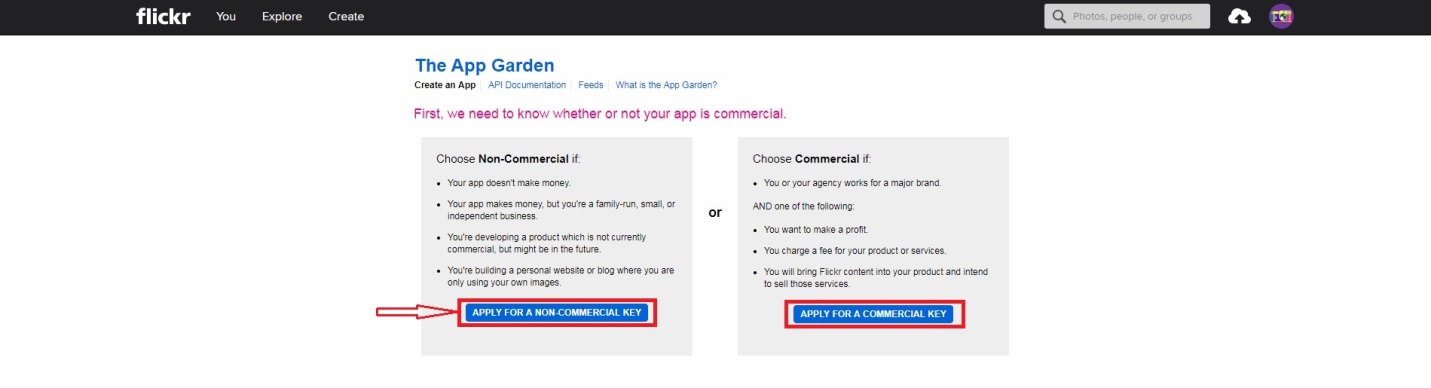 flickr You Explore Create Photos, people, or groups
The App Garden
Create an App API Documentation Feeds What is the App Garden?
First, we need to know whether or not your app is commercial.
Choose Non-Commercial if:
• Your app doesn't make money.
• Your app makes money, but you're a family-run, small, or
independent business.
• You're developing a product which is not currently
commercial, but might be in the future.
• You're building a personal website or blog where you are
only using your own images.
APPLY FOR A NON-COMMERCIAL KEY
or
Choose Commercial if:
• You or your agency works for a major brand.
AND one of the following:
• You want to make a profit.
• You charge a fee for your product or services.
• You will bring Flickr content into your product and intend
to sell those services.
APPLY FOR A COMMERCIAL KEY